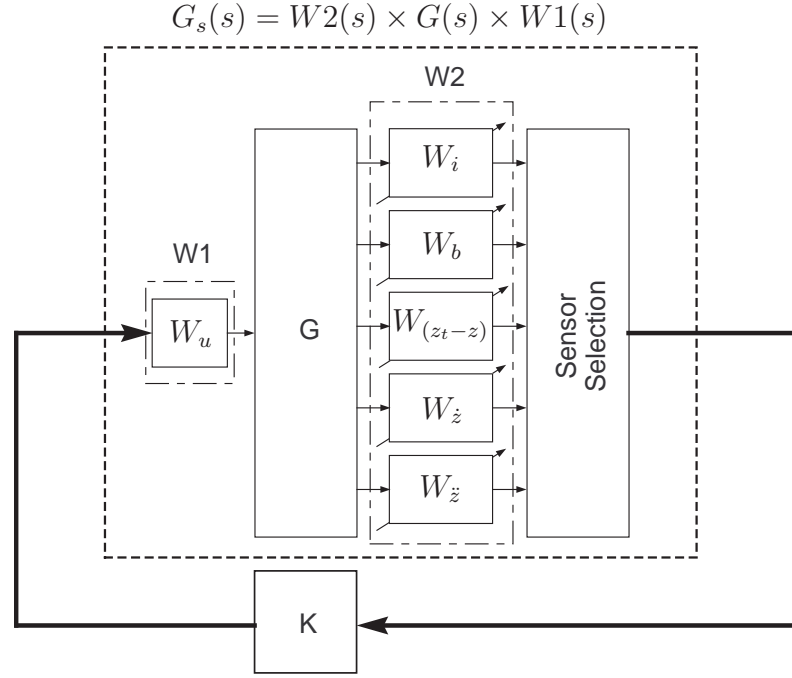 G_s(s) = W2(s) × G(s) × W1(s)
W2
W_i
W_b
W1
W_u
G
W_{(z_t−z)}
Sensor
Selection
W_ż
W_z̈
K